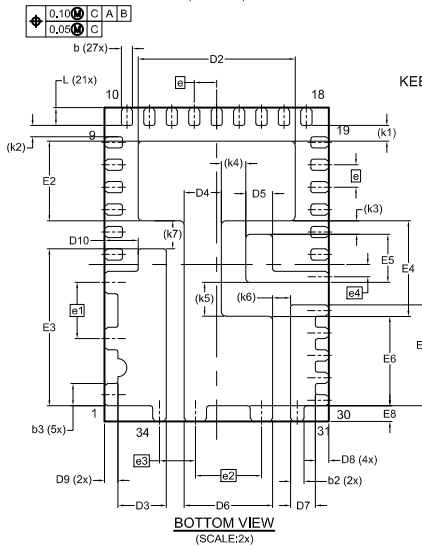 0.10 Ⓜ C A B
0.05 Ⓜ C
b (27x)
D2
e
L (21x)
KEE
10
18
9
19
(k2)
(k1)
(k4)
e
E2
D4
D5
(k3)
D10
(k7)
E5
E4
e4
(k5)
(k6)
e1
E3
E
E6
1
30
E8
b3 (5x)
34
31
e3
D8 (4x)
D9 (2x)
e2
b2 (2x)
D3
D6
D7
BOTTOM VIEW
(SCALE:2x)